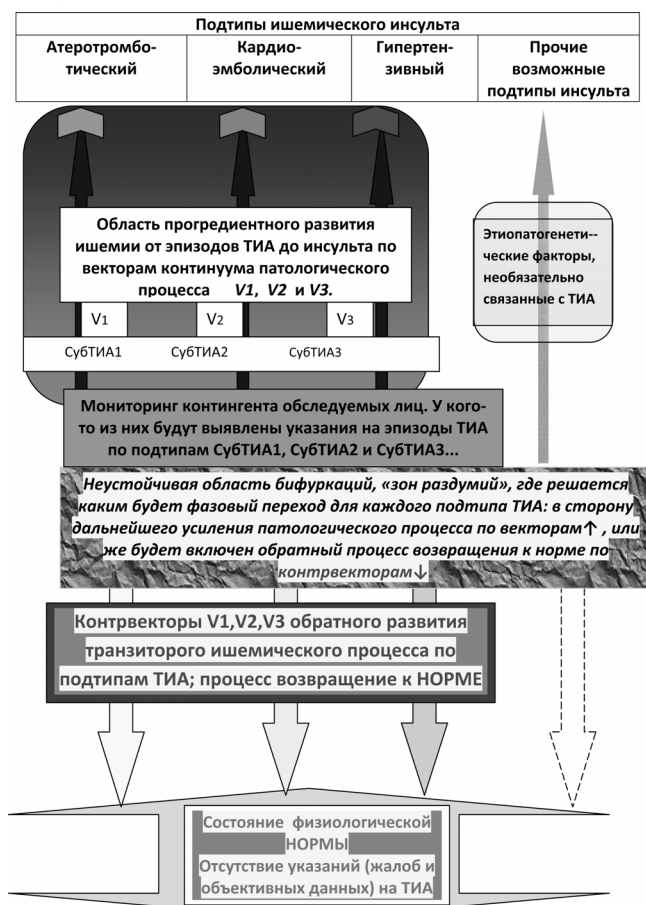 Подтипы ишемического инсульта
Атеротромбо-
тический
Кардио-
эмболический
Гипертен-
зивный
Прочие
возможные
подтипы инсульта
Область прогредиентного развития
ишемии от эпизодов ТИА до инсульта по
векторам континуума патологического
процесса V1, V2 и V3.
Этиопатогенети--
ческие факторы,
необязательно
связанные с ТИА
V1 V2 V3
СубТИА1 СубТИА2 СубТИА3
Мониторинг контингента обследуемых лиц. У кого-
то из них будут выявлены указания на эпизоды ТИА
по подтипам СубТИА1, СубТИА2 и СубТИА3...
Неустойчивая область бифуркаций, «зон раздумий», где решается
каким будет фазовый переход для каждого подтипа ТИА: в сторону
дальнейшего усиления патологического процесса по векторам↑ , или
же будет включен обратный процесс возвращения к норме по
контрвекторам↓.
Контрвекторы V1,V2,V3 обратного развития
транзиторого ишемического процесса по
подтипам ТИА; процесс возвращение к НОРМЕ
Состояние физиологической
НОРМЫ
Отсутствие указаний (жалоб и
объективных данных) на ТИА